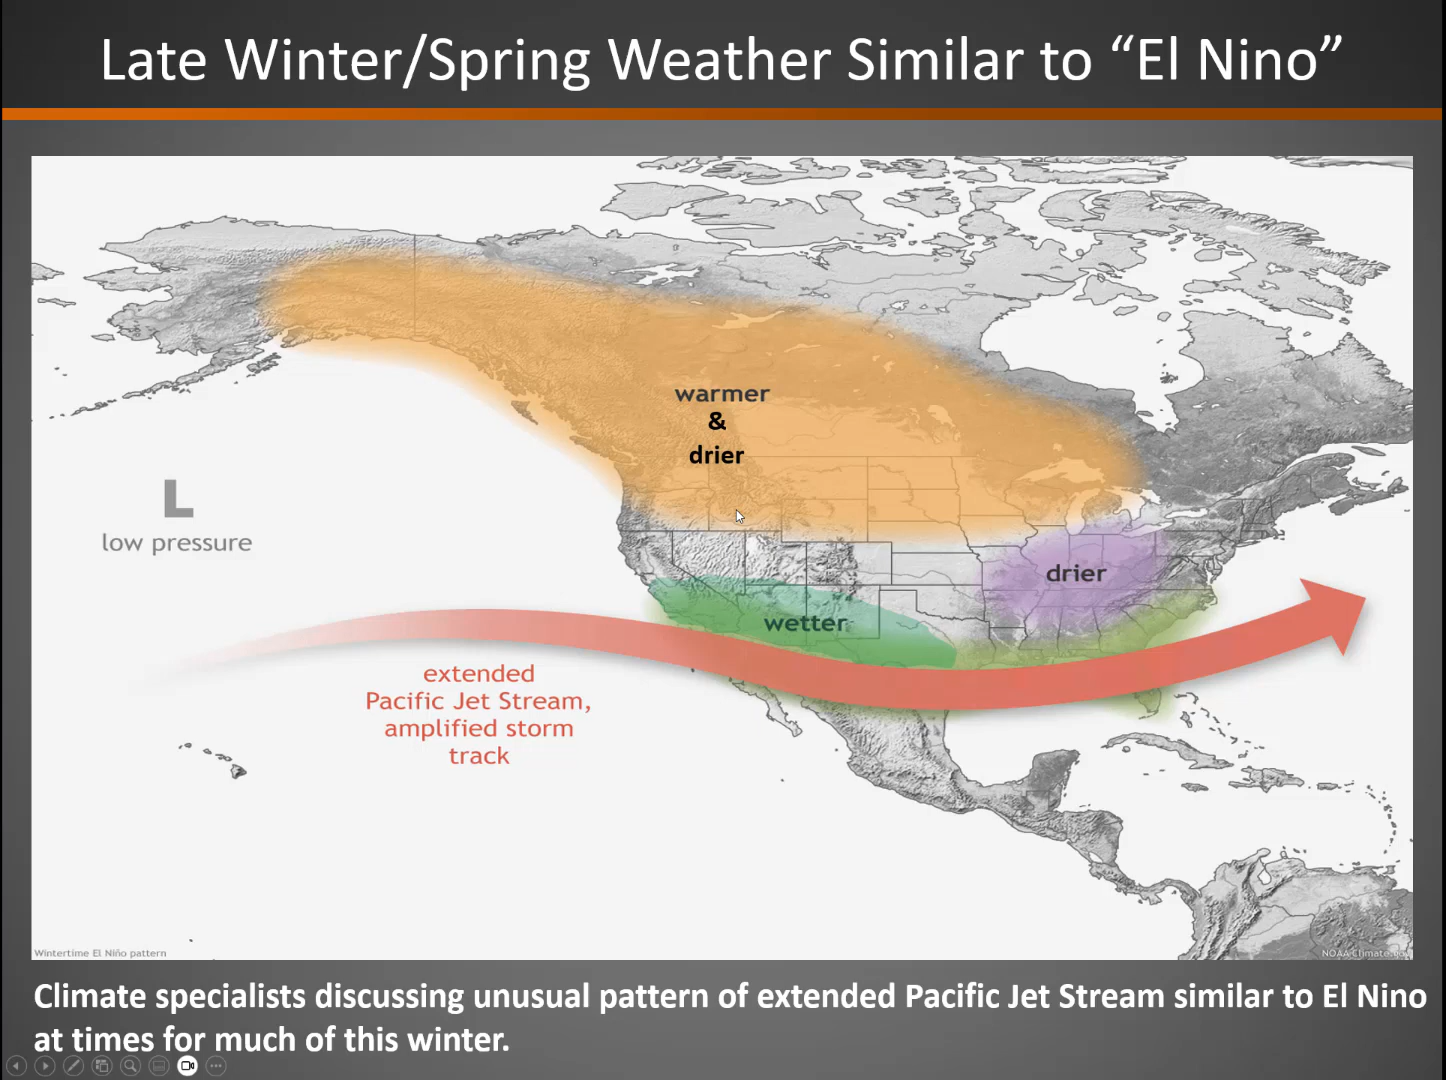 Late Winter/Spring Weather Similar to “El Nino”
warmer
&
drier
L
low pressure
drier
wetter
extended
Pacific Jet Stream,
amplified storm
track
Wintertime El Niño pattern
NOAA Climate.gov
Climate specialists discussing unusual pattern of extended Pacific Jet Stream similar to El Nino
at times for much of this winter.